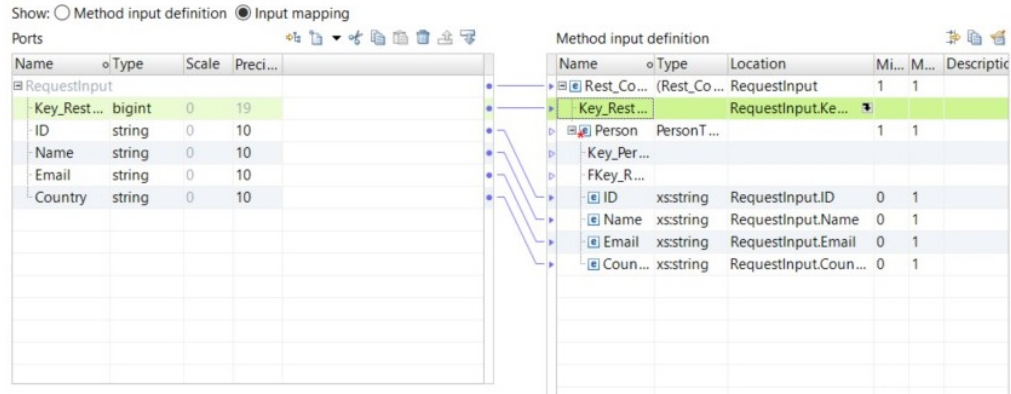 Show: Method input definition Input mapping
Ports
Name Type Scale Preci...
RequestInput
Key_Rest... bigint 0 19
ID string 0 10
Name string 0 10
Email string 0 10
Country string 0 10
Method input definition
Name Type Location Mi... M... Descriptic
Rest_Co... (Rest_Co... RequestInput 1 1
Key_Rest... RequestInput.Ke...
Person PersonT... 1 1
Key_Per...
FKey_R...
ID xs:string RequestInput.ID 0 1
Name xs:string RequestInput.Name 0 1
Email xs:string RequestInput.Email 0 1
Coun... xs:string RequestInput.Coun... 0 1